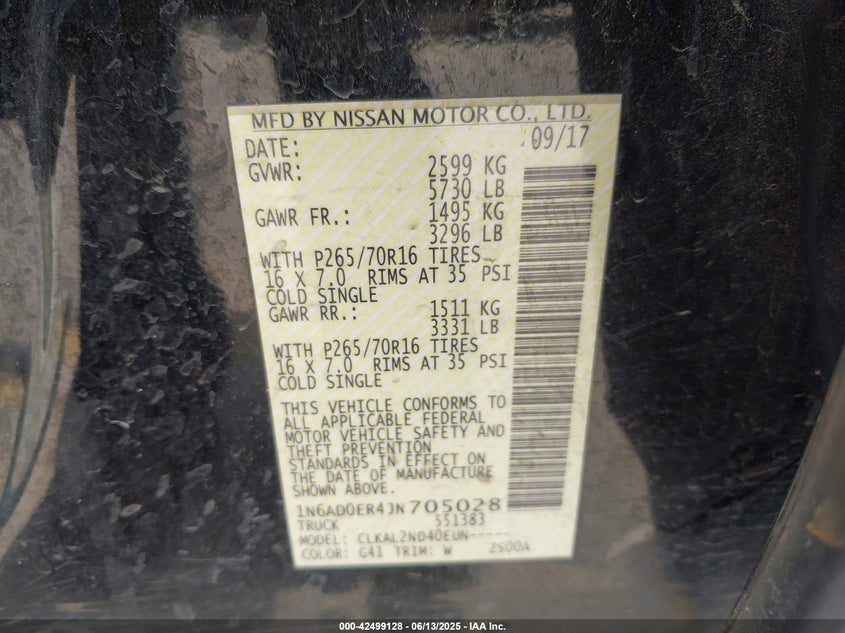 MFD BY NISSAN MOTOR CO., LTD.
DATE: 09/17
GVWR: 2599 KG
5730 LB
GAWR FR.: 1495 KG
3296 LB
WITH P265/70R16 TIRES
16 X 7.0 RIMS AT 35 PSI
COLD SINGLE
GAWR RR.: 1511 KG
3331 LB
WITH P265/70R16 TIRES
16 X 7.0 RIMS AT 35 PSI
COLD SINGLE
THIS VEHICLE CONFORMS TO
ALL APPLICABLE FEDERAL
MOTOR VEHICLE SAFETY AND
THEFT PREVENTION
STANDARDS IN EFFECT ON
THE DATE OF MANUFACTURE
SHOWN ABOVE.
1N6AD0ER4JN705028
TRUCK 551383
MODEL: CLKAL2ND40EUN-----
COLOR: G41 TRIM: W 2S00A
000-42499128 - 06/13/2025 - IAA Inc.